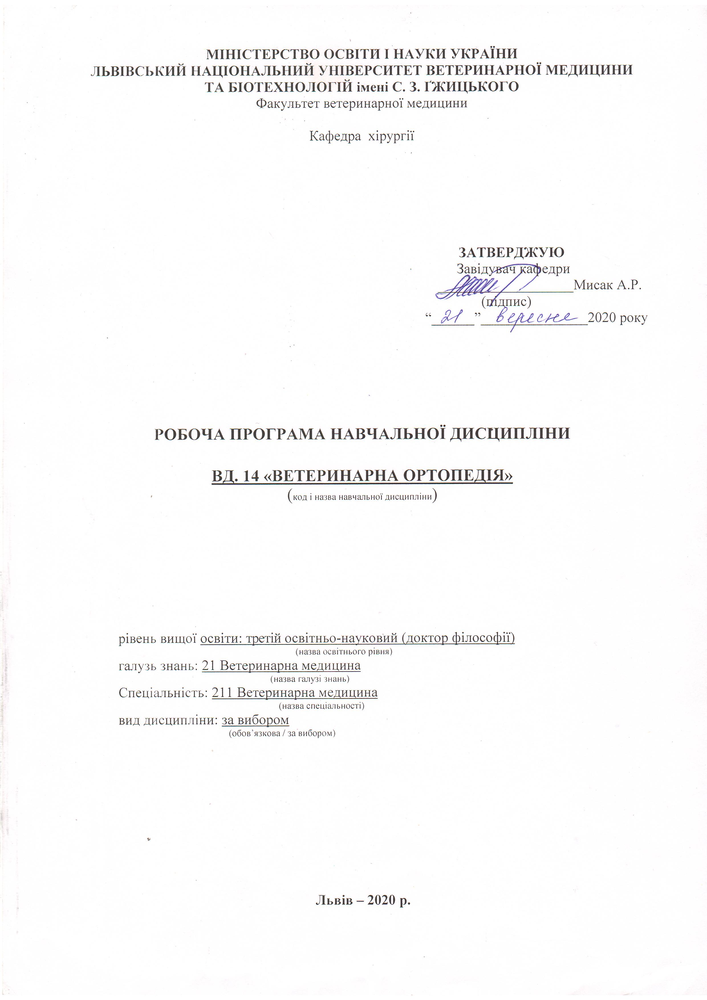 МІНІСТЕРСТВО ОСВІТИ І НАУКИ УКРАЇНИ
ЛЬВІВСЬКИЙ НАЦІОНАЛЬНИЙ УНІВЕРСИТЕТ ВЕТЕРИНАРНОЇ МЕДИЦИНИ
ТА БІОТЕХНОЛОГІЙ імені С. З. ҐЖИЦЬКОГО
Факультет ветеринарної медицини
Кафедра хірургії
ЗАТВЕРДЖУЮ
Завідувач кафедри
_________________Мисак А.Р.
(підпис)
“ 21 ” вересня 2020 року
РОБОЧА ПРОГРАМА НАВЧАЛЬНОЇ ДИСЦИПЛІНИ
ВД. 14 «ВЕТЕРИНАРНА ОРТОПЕДІЯ»
(код і назва навчальної дисципліни)
рівень вищої освіти: третій освітньо-науковий (доктор філософії)
(назва освітнього рівня)
галузь знань: 21 Ветеринарна медицина
(назва галузі знань)
Спеціальність: 211 Ветеринарна медицина
(назва спеціальності)
вид дисципліни: за вибором
(обов’язкова / за вибором)
Львів – 2020 р.